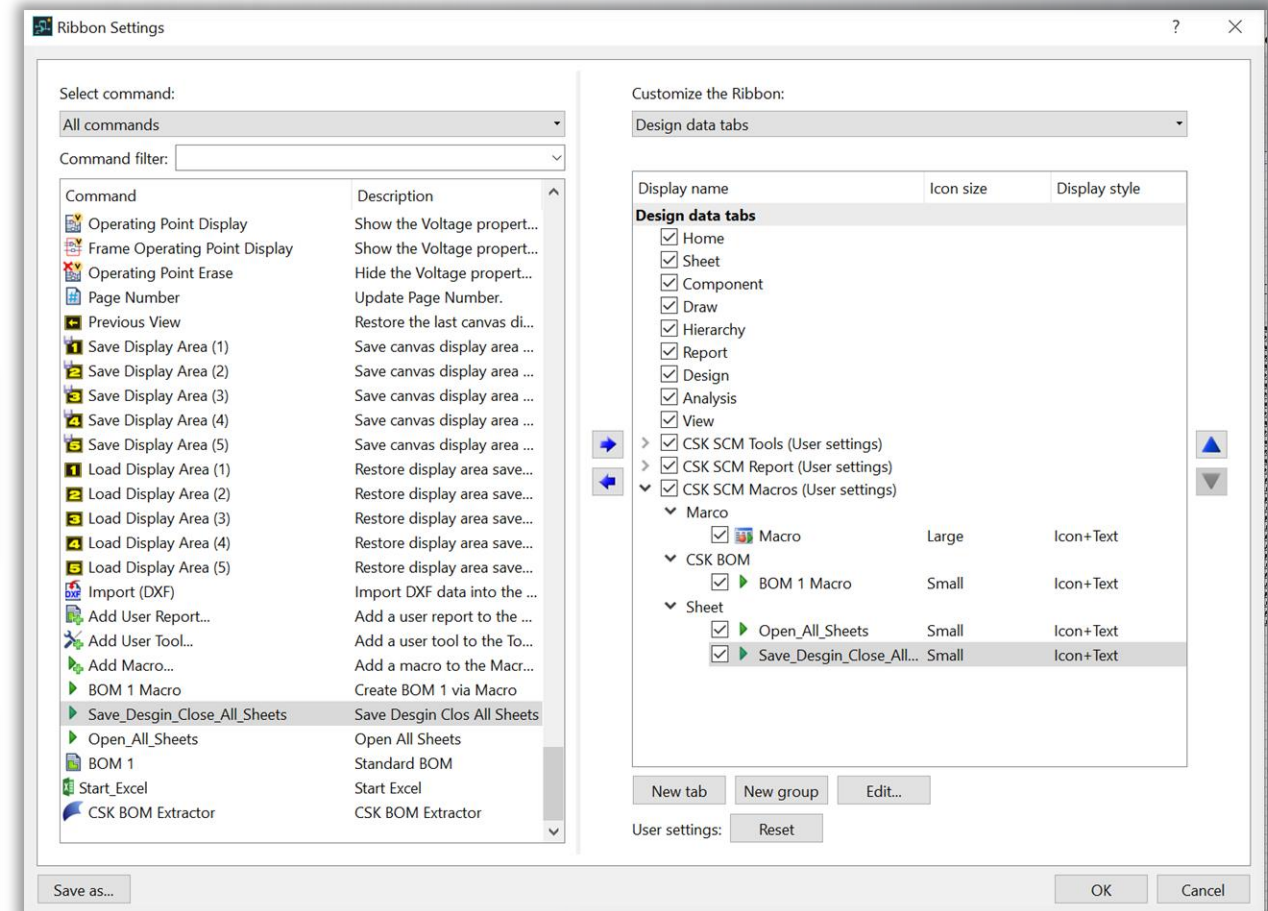 Ribbon Settings
?
Select command:
All commands
Command filter:
Command Description
Operating Point Display Show the Voltage propert...
Frame Operating Point Display Show the Voltage propert...
Operating Point Erase Hide the Voltage propert...
Page Number Update Page Number.
Previous View Restore the last canvas di...
Save Display Area (1) Save canvas display area ...
Save Display Area (2) Save canvas display area ...
Save Display Area (3) Save canvas display area ...
Save Display Area (4) Save canvas display area ...
Save Display Area (5) Save canvas display area ...
Load Display Area (1) Restore display area save...
Load Display Area (2) Restore display area save...
Load Display Area (3) Restore display area save...
Load Display Area (4) Restore display area save...
Load Display Area (5) Restore display area save...
Import (DXF) Import DXF data into the ...
Add User Report... Add a user report to the ...
Add User Tool... Add a user tool to the To...
Add Macro... Add a macro to the Macr...
BOM 1 Macro Create BOM 1 via Macro
Save_Desgin_Close_All_Sheets Save Desgin Clos All Sheets
Open_All_Sheets Open All Sheets
BOM 1 Standard BOM
Start_Excel Start Excel
CSK BOM Extractor CSK BOM Extractor
Customize the Ribbon:
Design data tabs
Display name Icon size Display style
Design data tabs
Home
Sheet
Component
Draw
Hierarchy
Report
Design
Analysis
View
CSK SCM Tools (User settings)
CSK SCM Report (User settings)
CSK SCM Macros (User settings)
Marco
Macro Large Icon+Text
CSK BOM
BOM 1 Macro Small Icon+Text
Sheet
Open_All_Sheets Small Icon+Text
Save_Desgin_Close_All... Small Icon+Text
New tab New group Edit...
User settings: Reset
Save as... OK Cancel